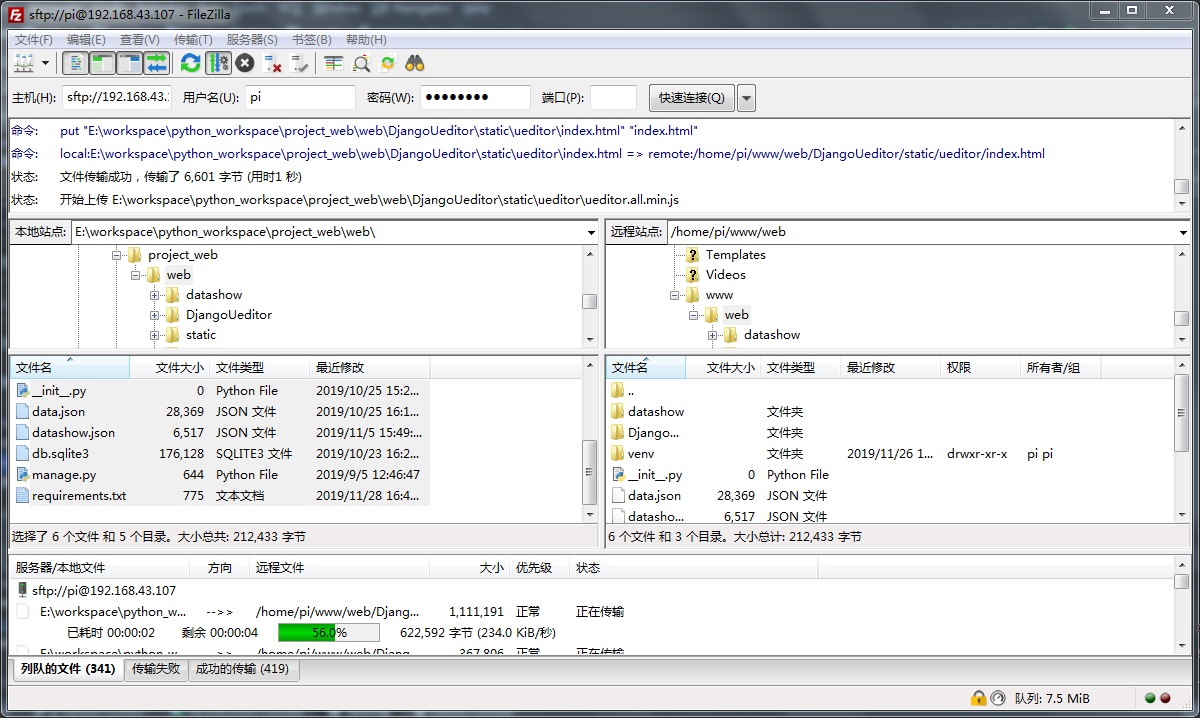 sftp://pi@192.168.43.107 - FileZilla
文件(F) 编辑(E) 查看(V) 传输(T) 服务器(S) 书签(B) 帮助(H)
主机(H): sftp://192.168.43. 用户名(U): pi 密码(W): ●●●●●●●● 端口(P): 快速连接(Q)
命令: put "E:\workspace\python_workspace\project_web\web\DjangoUeditor\static\ueditor\index.html" "index.html"
命令: local:E:\workspace\python_workspace\project_web\web\DjangoUeditor\static\ueditor\index.html => remote:/home/pi/www/web/DjangoUeditor/static/ueditor/index.html
状态: 文件传输成功，传输了 6,601 字节 (用时1 秒)
状态: 开始上传 E:\workspace\python_workspace\project_web\web\DjangoUeditor\static\ueditor\ueditor.all.min.js
本地站点: E:\workspace\python_workspace\project_web\web\
project_web
web
datashow
DjangoUeditor
static
远程站点: /home/pi/www/web
Templates
Videos
www
web
datashow
文件名 文件大小 文件类型 最近修改
__init__.py 0 Python File 2019/10/25 15:2...
data.json 28,369 JSON 文件 2019/10/25 16:1...
datashow.json 6,517 JSON 文件 2019/11/5 15:49:...
db.sqlite3 176,128 SQLITE3 文件 2019/10/23 16:2...
manage.py 644 Python File 2019/9/5 12:46:47
requirements.txt 775 文本文档 2019/11/28 16:4...
选择了 6 个文件 和 5 个目录。大小总共: 212,433 字节
文件名 文件大小 文件类型 最近修改 权限 所有者/组
..
datashow 文件夹
Django... 文件夹
venv 文件夹 2019/11/26 1... drwxr-xr-x pi pi
__init__.py 0 Python File
data.json 28,369 JSON 文件
datasho... 6,517 JSON 文件
6 个文件 和 3 个目录。大小总计: 212,433 字节
服务器/本地文件 方向 远程文件 大小 优先级 状态
sftp://pi@192.168.43.107
E:\workspace\python_w... -->> /home/pi/www/web/Djang... 1,111,191 正常 正在传输
已耗时 00:00:02 剩余 00:00:04 56.0% 622,592 字节 (234.0 KiB/秒)
E:\workspace\python_w... -->> /home/pi/www/web/Djang... 367,806 正常 正在传输
列队的文件 (341) 传输失败 成功的传输 (419)
队列: 7.5 MiB